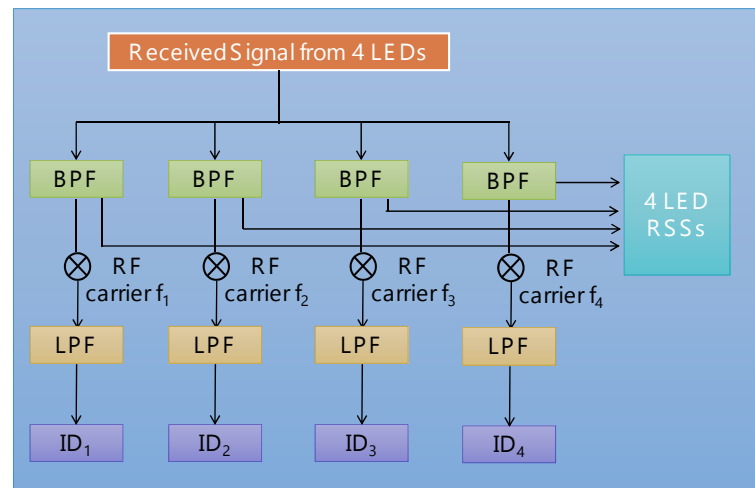 Received Signal from 4 LEDs
BPF
BPF
BPF
BPF
4 LED
RSSs
RF
carrier f₁
RF
carrier f₂
RF
carrier f₃
RF
carrier f₄
LPF
LPF
LPF
LPF
ID₁
ID₂
ID₃
ID₄